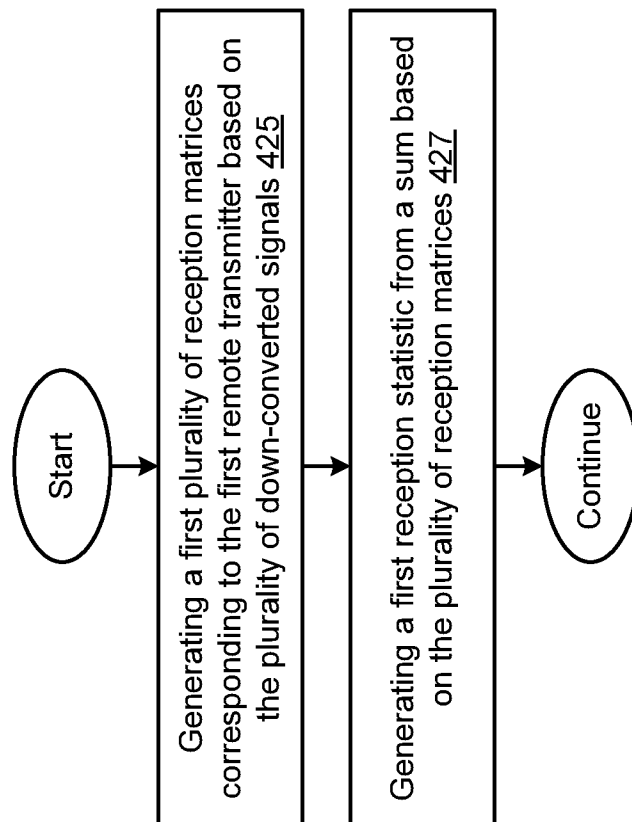 Start
Generating a first plurality of reception matrices
corresponding to the first remote transmitter based on
the plurality of down-converted signals 425
Generating a first reception statistic from a sum based
on the plurality of reception matrices 427
Continue